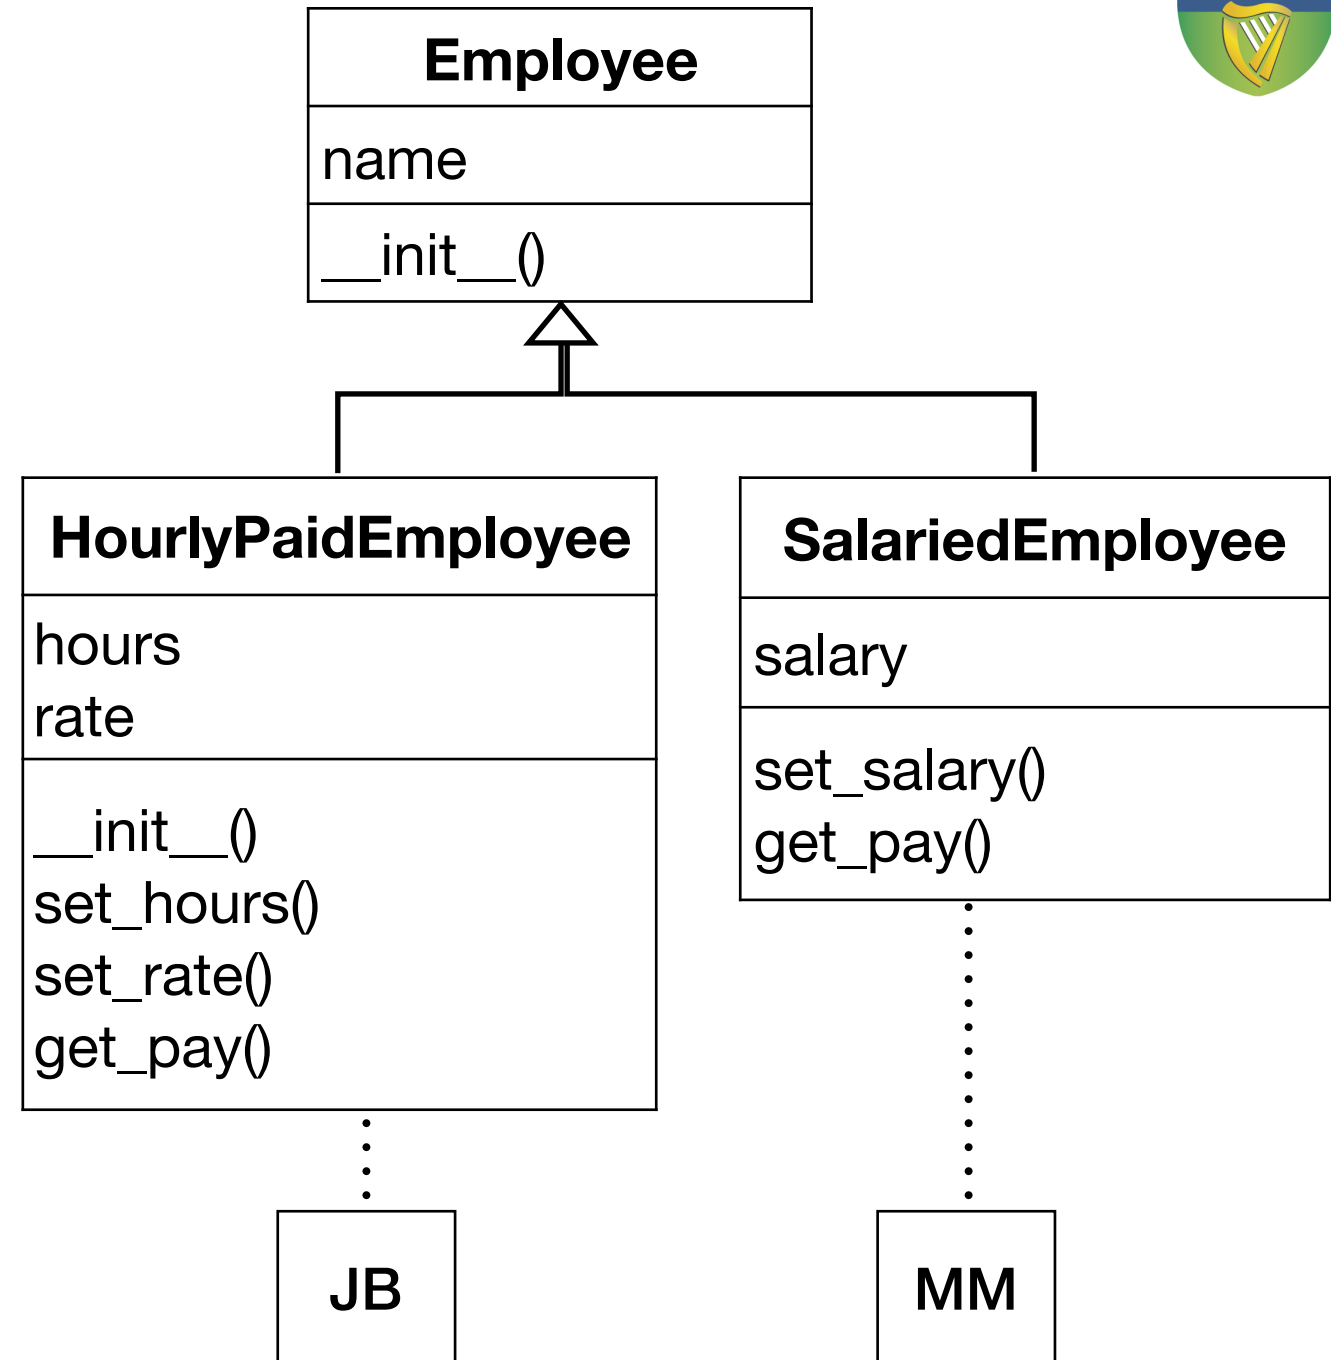 Employee
name
__init__()
HourlyPaidEmployee
hours
rate
__init__()
set_hours()
set_rate()
get_pay()
SalariedEmployee
salary
set_salary()
get_pay()
JB
MM